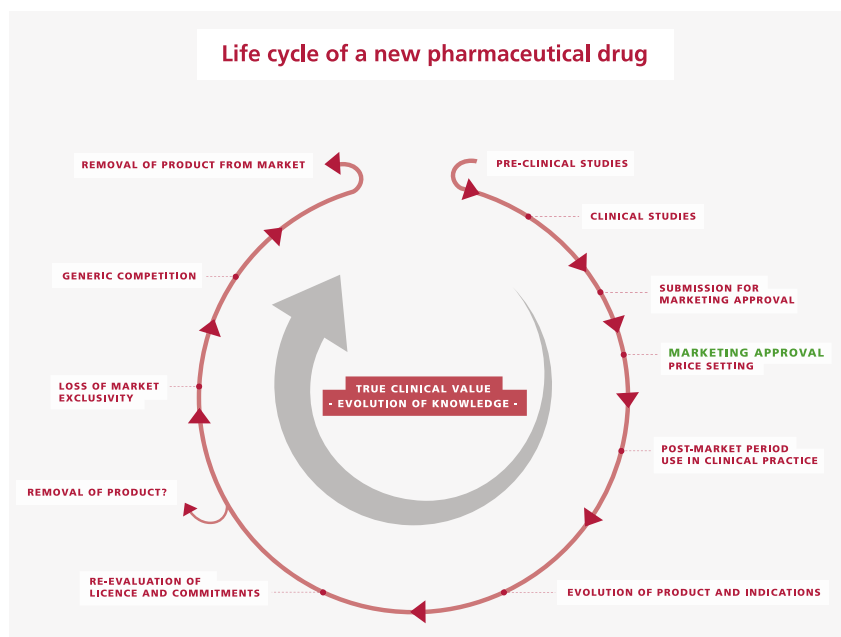 Life cycle of a new pharmaceutical drug
PRE-CLINICAL STUDIES
CLINICAL STUDIES
SUBMISSION FOR
MARKETING APPROVAL
MARKETING APPROVAL
PRICE SETTING
POST-MARKET PERIOD
USE IN CLINICAL PRACTICE
EVOLUTION OF PRODUCT AND INDICATIONS
RE-EVALUATION OF
LICENCE AND COMMITMENTS
REMOVAL OF PRODUCT?
LOSS OF MARKET
EXCLUSIVITY
GENERIC COMPETITION
REMOVAL OF PRODUCT FROM MARKET
TRUE CLINICAL VALUE
- EVOLUTION OF KNOWLEDGE -